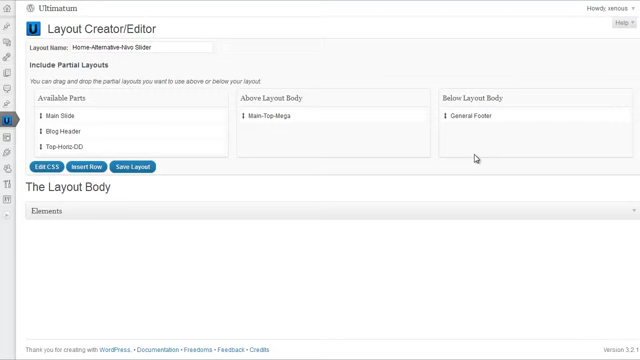 Ultimatum
Howdy, xenous
Help
Layout Creator/Editor
Layout Name: Home-Alternative-Nivo Slider
Include Partial Layouts
You can drag and drop the partial layouts you want to use above or below your layout
Available Parts
Above Layout Body
Below Layout Body
Main Slide
Main-Top-Mega
General Footer
Blog Header
Top-Horiz-DD
Edit CSS
Insert Row
Save Layout
The Layout Body
Elements
Thank you for creating with WordPress. • Documentation • Freedoms • Feedback • Credits
Version 3.2.1